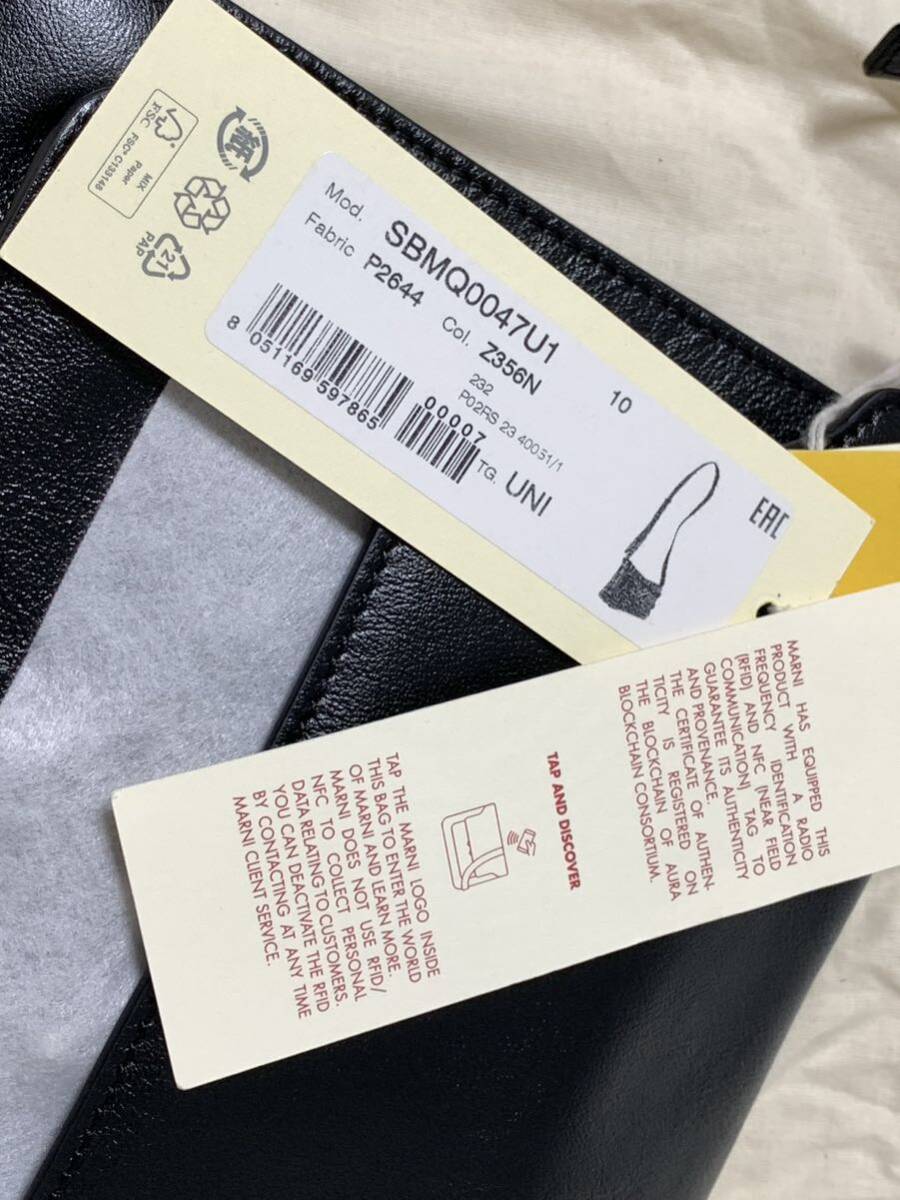 FSC
MIX
Paper
FSC® C133148
紙
21
PAP
Mod. SBMQ0047U1 10
Fabric P2644 Col. Z356N
232
P02RS 23 40051/1
8 051169 597865
00007
TG. UNI
EAC
MARNI HAS EQUIPPED THIS
PRODUCT WITH A RADIO
FREQUENCY IDENTIFICATION
(RFID) AND NFC (NEAR FIELD
COMMUNICATION) TAG TO
GUARANTEE ITS AUTHENTICITY
AND PROVENANCE.
THE CERTIFICATE OF AUTHEN-
TICITY IS REGISTERED ON
THE BLOCKCHAIN OF AURA
BLOCKCHAIN CONSORTIUM.
TAP AND DISCOVER
TAP THE MARNI LOGO INSIDE
THIS BAG TO ENTER THE WORLD
OF MARNI AND LEARN MORE.
MARNI DOES NOT USE RFID/
NFC TO COLLECT PERSONAL
DATA RELATING TO CUSTOMERS.
YOU CAN DEACTIVATE THE RFID
BY CONTACTING AT ANY TIME
MARNI CLIENT SERVICE.